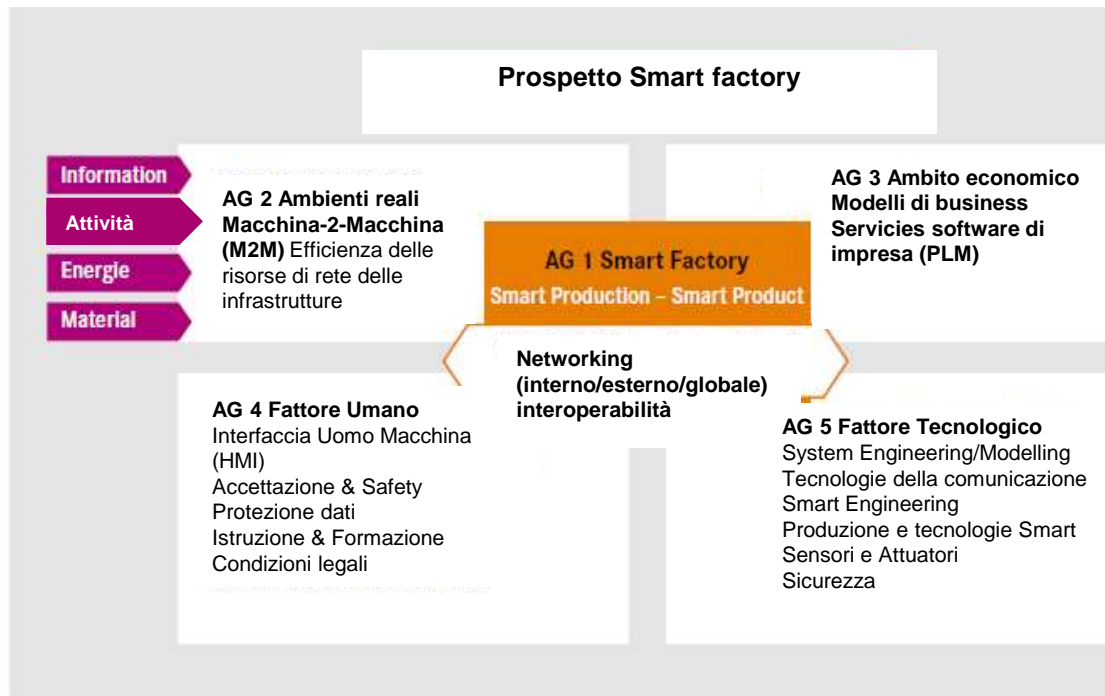 Prospetto Smart factory
Information
Attività
Energie
Material
AG 2 Ambienti reali
Macchina-2-Macchina
(M2M) Efficienza delle
risorse di rete delle
infrastrutture
AG 3 Ambito economico
Modelli di business
Servicies software di
impresa (PLM)
AG 1 Smart Factory
Smart Production – Smart Product
Networking
(interno/esterno/globale)
interoperabilità
AG 4 Fattore Umano
Interfaccia Uomo Macchina
(HMI)
Accettazione & Safety
Protezione dati
Istruzione & Formazione
Condizioni legali
AG 5 Fattore Tecnologico
System Engineering/Modelling
Tecnologie della comunicazione
Smart Engineering
Produzione e tecnologie Smart
Sensori e Attuatori
Sicurezza